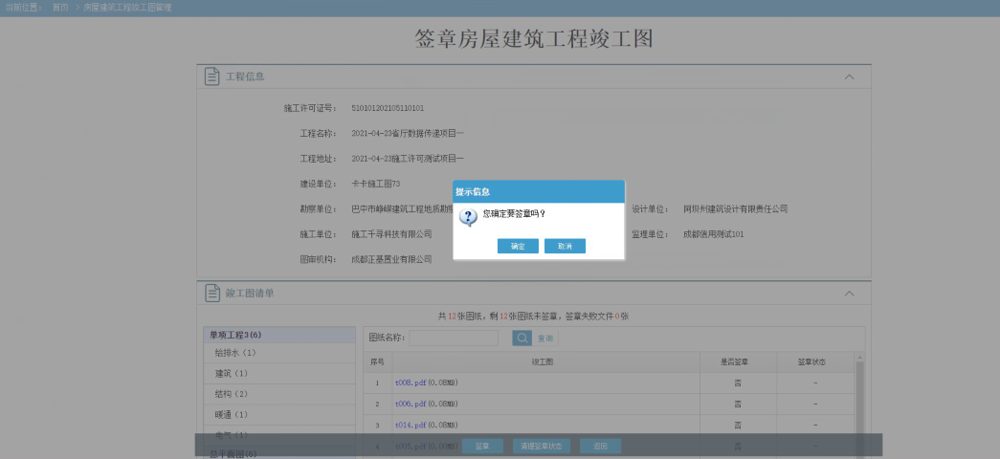 当前位置： 首页 > 房屋建筑工程竣工图管理
签章房屋建筑工程竣工图
工程信息
施工许可证号： 510101202105110101
工程名称： 2021-04-23省厅数据传递项目一
工程地址： 2021-04-23施工许可测试项目一
建设单位： 卡卡施工图73
勘察单位： 巴中市峥嵘建筑工程地质勘察 设计单位： 阿坝州建筑设计有限责任公司
施工单位： 施工千寻科技有限公司 监理单位： 成都信用测试101
图审机构： 成都正基置业有限公司
提示信息
您确定要签章吗？
确定 取消
竣工图清单
共12张图纸，剩12张图纸未签章，签章失败文件0张
单项工程3(6)
给排水（1）
建筑（1）
结构（2）
暖通（1）
电气（1）
总平面图(6)
图纸名称： 查询
序号 竣工图 是否签章 签章状态
1 t008.pdf(0.08MB) 否 -
2 t006.pdf(0.08MB) 否 -
3 t014.pdf(0.08MB) 否 -
4 t005.pdf(0.08MB) 否 -
签章 清理签章状态 返回